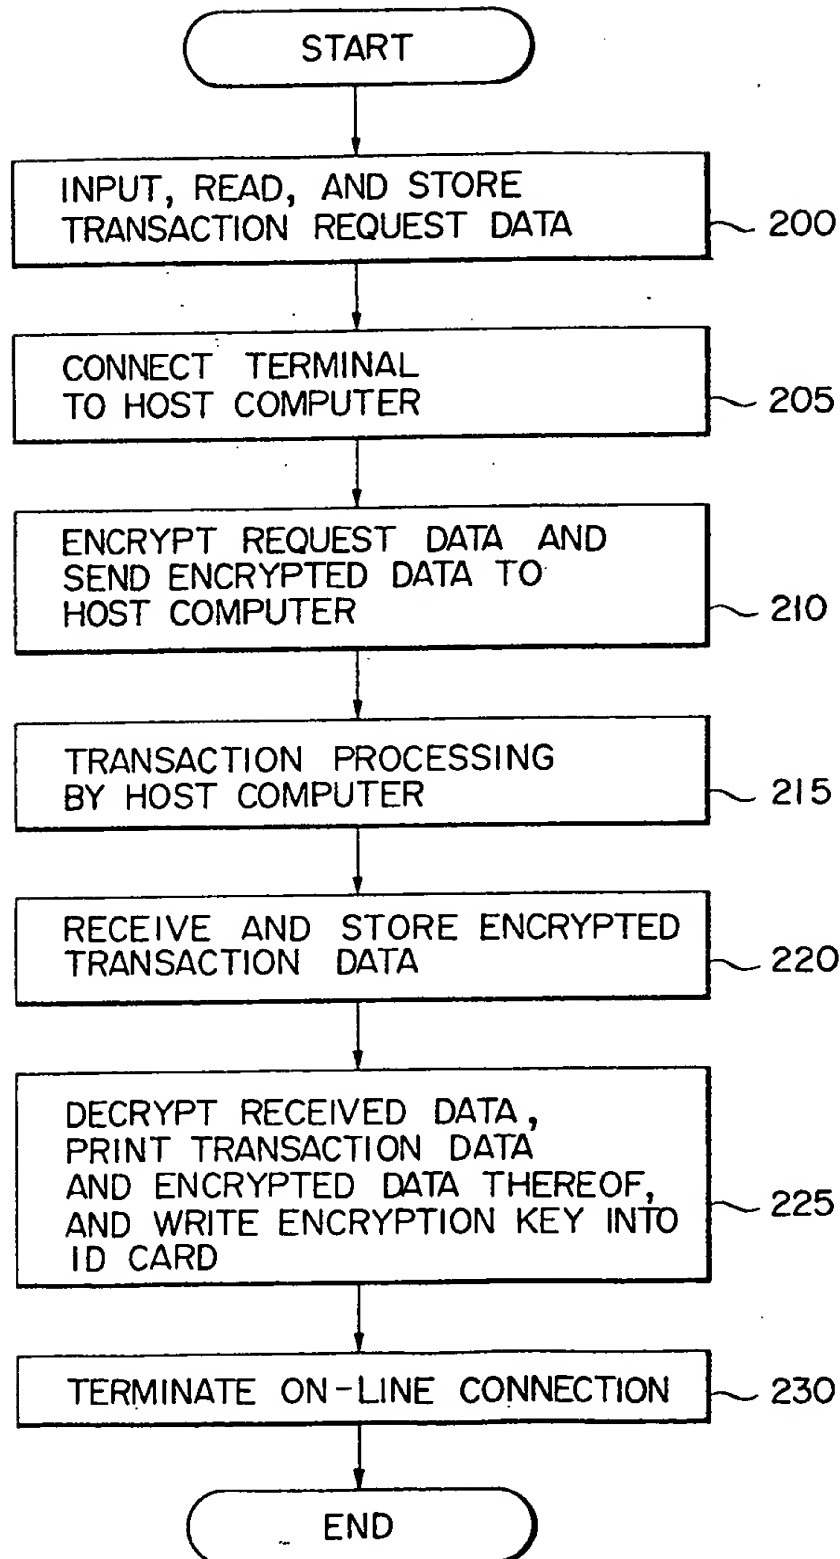 START
INPUT, READ, AND STORE
TRANSACTION REQUEST DATA
200
CONNECT TERMINAL
TO HOST COMPUTER
205
ENCRYPT REQUEST DATA AND
SEND ENCRYPTED DATA TO
HOST COMPUTER
210
TRANSACTION PROCESSING
BY HOST COMPUTER
215
RECEIVE AND STORE ENCRYPTED
TRANSACTION DATA
220
DECRYPT RECEIVED DATA,
PRINT TRANSACTION DATA
AND ENCRYPTED DATA THEREOF,
AND WRITE ENCRYPTION KEY INTO
ID CARD
225
TERMINATE ON-LINE CONNECTION
230
END